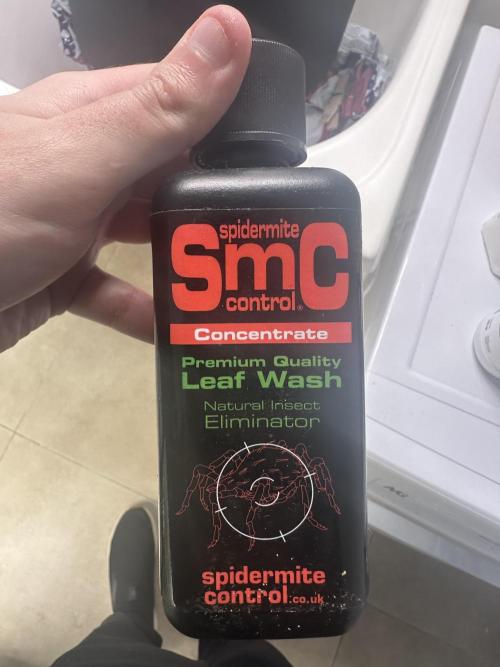 spidermite
SmC
control®
Concentrate
Premium Quality
Leaf Wash
Natural Insect
Eliminator
spidermite
control.co.uk